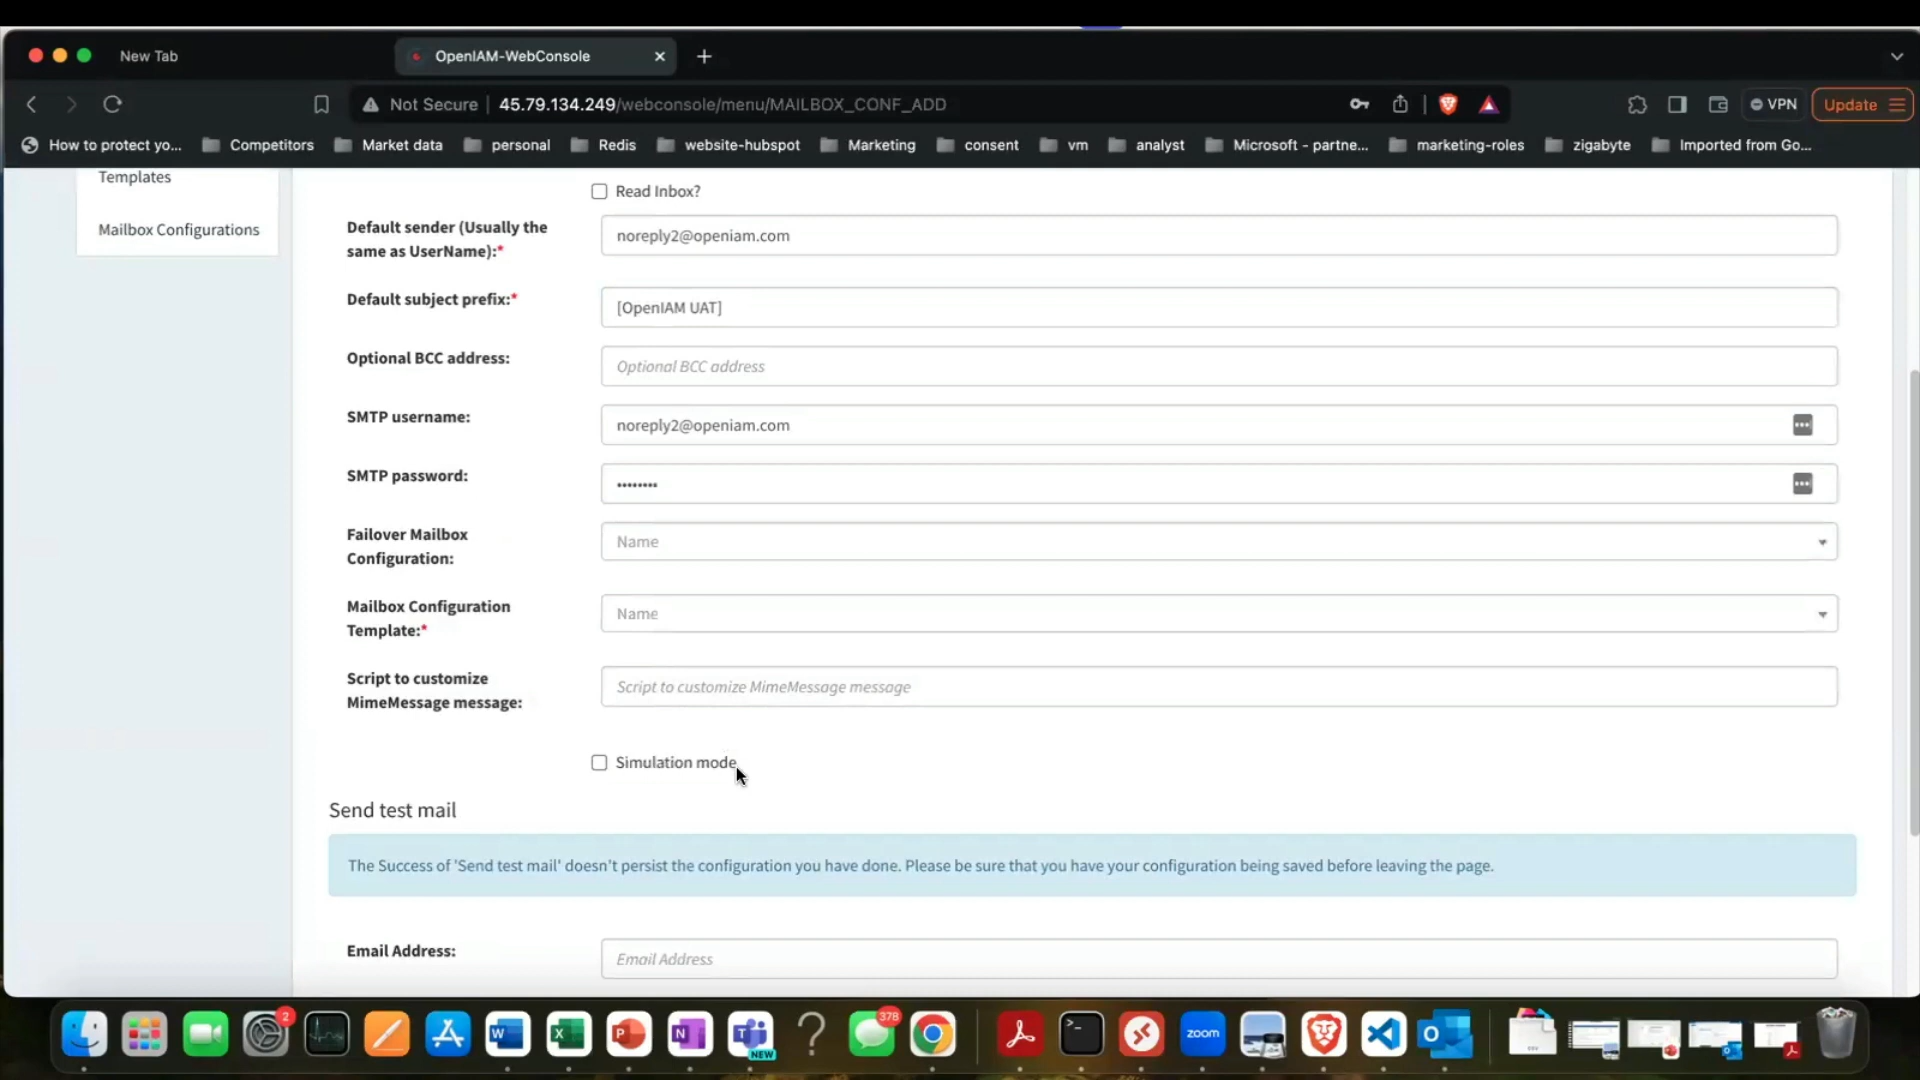 New Tab
OpenIAM-WebConsole
Not Secure
45.79.134.249/webconsole/menu/MAILBOX_CONF_ADD
VPN
Update
How to protect yo...
Competitors
Market data
personal
Redis
website-hubspot
Marketing
consent
vm
analyst
Microsoft - partne...
marketing-roles
zigabyte
Imported from Go...
Templates
Mailbox Configurations
Read Inbox?
Default sender (Usually the
same as UserName):*
noreply2@openiam.com
Default subject prefix:*
[OpenIAM UAT]
Optional BCC address:
Optional BCC address
SMTP username:
noreply2@openiam.com
SMTP password:
••••••••
Failover Mailbox
Configuration:
Name
Mailbox Configuration
Template:*
Name
Script to customize
MimeMessage message:
Script to customize MimeMessage message
Simulation mode
Send test mail
The Success of 'Send test mail' doesn't persist the configuration you have done. Please be sure that you have your configuration being saved before leaving the page.
Email Address:
Email Address
2
378
NEW
zoom